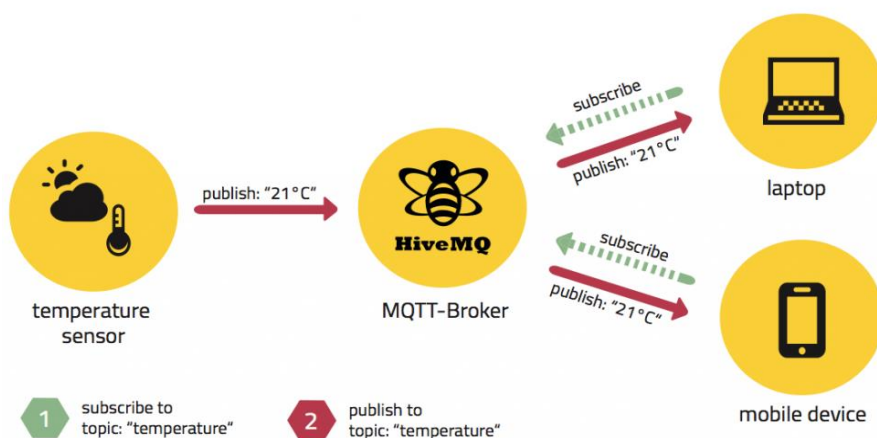 subscribe
publish: "21°C"
laptop
publish: "21°C"
HiveMQ
temperature
sensor
MQTT-Broker
subscribe
publish: "21°C"
mobile device
1
subscribe to
topic: "temperature"
2
publish to
topic: "temperature"